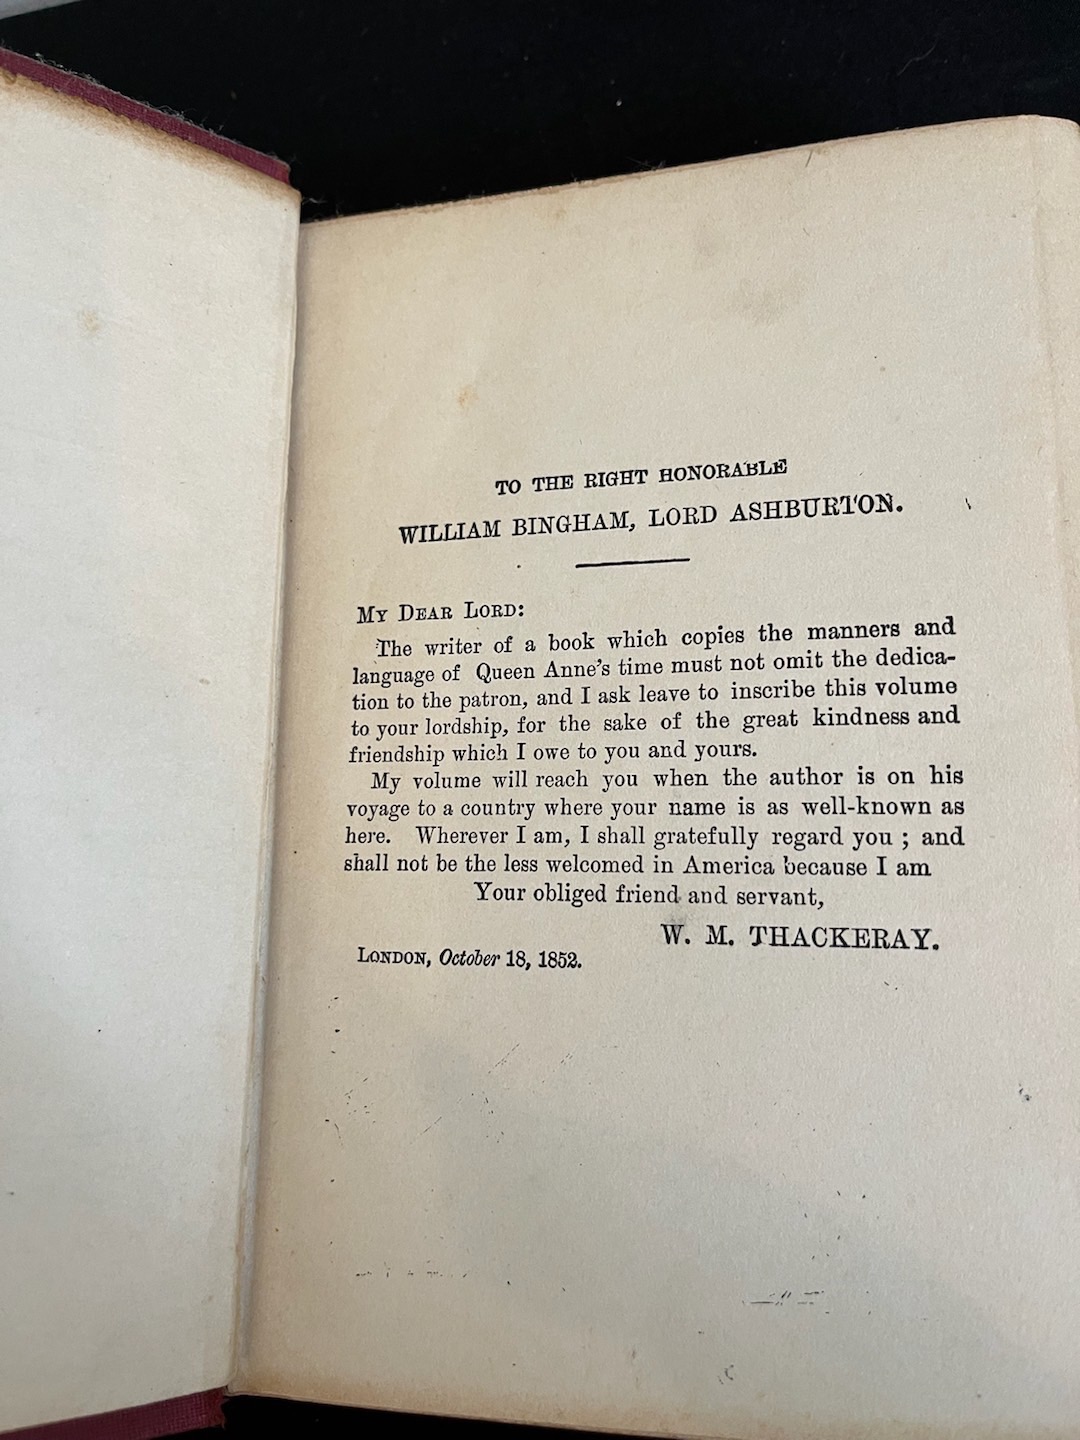 TO THE RIGHT HONORABLE
WILLIAM BINGHAM, LORD ASHBURTON.
MY DEAR LORD:
The writer of a book which copies the manners and
language of Queen Anne's time must not omit the dedica-
tion to the patron, and I ask leave to inscribe this volume
to your lordship, for the sake of the great kindness and
friendship which I owe to you and yours.
My volume will reach you when the author is on his
voyage to a country where your name is as well-known as
here. Wherever I am, I shall gratefully regard you ; and
shall not be the less welcomed in America because I am
Your obliged friend and servant,
W. M. THACKERAY.
LONDON, October 18, 1852.